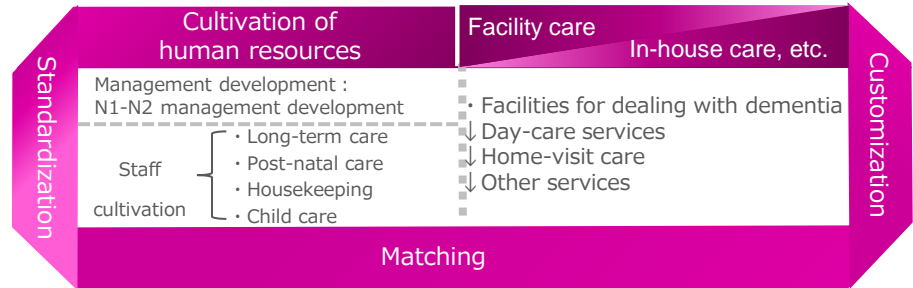 Standardization
Cultivation of
human resources
Management development :
N1-N2 management development
Staff
cultivation
・Long-term care
・Post-natal care
・Housekeeping
・Child care
Facility care
In-house care, etc.
・Facilities for dealing with dementia
↓Day-care services
↓Home-visit care
↓Other services
Customization
Matching